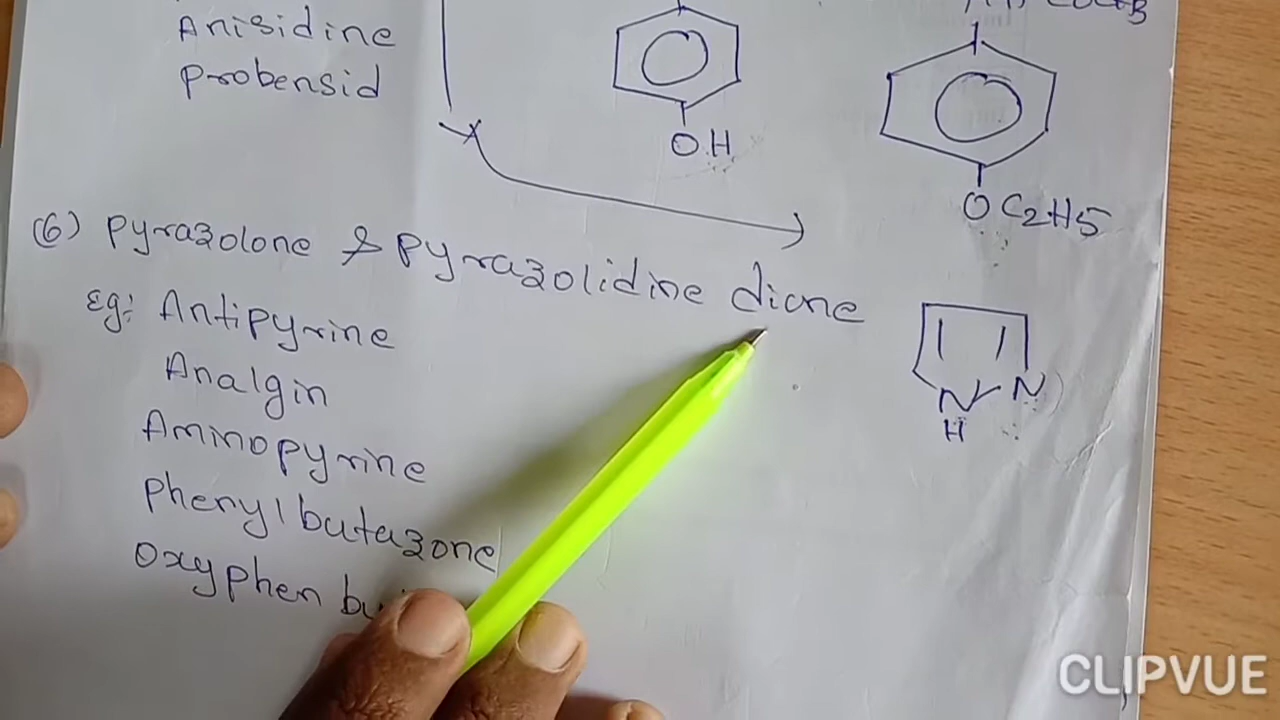 Anisidine
Probensid
OH
OC2H5
(6) Pyrazolone & Pyrazolidine dione
Eg: Antipyrine
Analgin
Aminopyrine
Phenylbutazone
Oxyphen
N
N
H
CLIPVUE